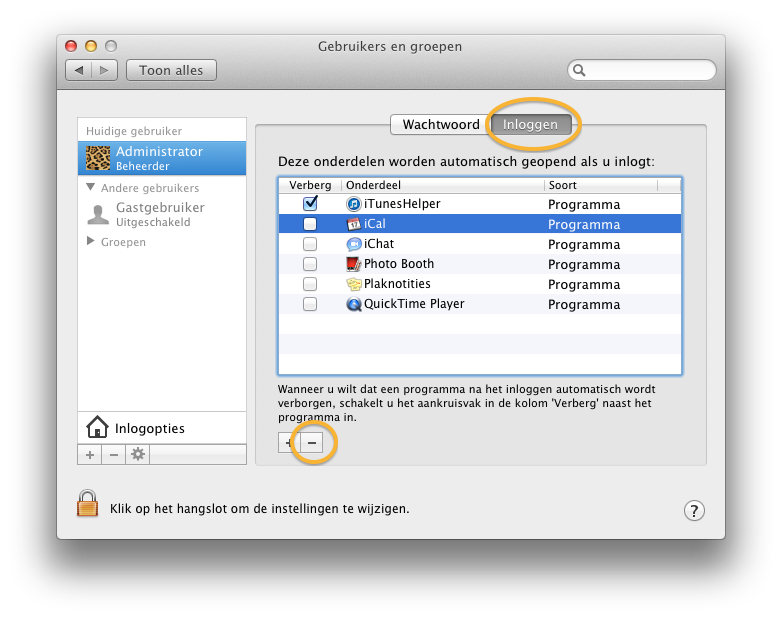 Gebruikers en groepen
Toon alles
Huidige gebruiker
Administrator
Beheerder
Andere gebruikers
Gastgebruiker
Uitgeschakeld
Groepen
Inlogopties
Wachtwoord Inloggen
Deze onderdelen worden automatisch geopend als u inlogt:
Verberg Onderdeel Soort
iTunesHelper Programma
17 iCal Programma
iChat Programma
Photo Booth Programma
Plaknotities Programma
QuickTime Player Programma
Wanneer u wilt dat een programma na het inloggen automatisch wordt
verborgen, schakelt u het aankruisvak in de kolom 'Verberg' naast het
programma in.
+ −
+ −
Klik op het hangslot om de instellingen te wijzigen.
?